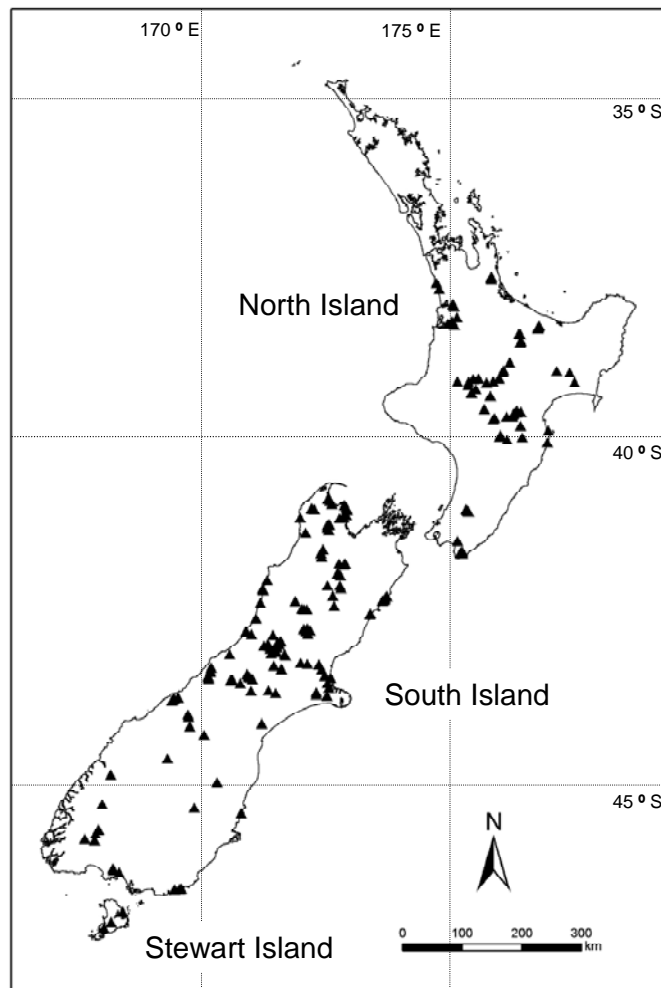 170 º E
175 º E
35 º S
North Island
40 º S
South Island
45 º S
N
Stewart Island
0 100 200 300
km